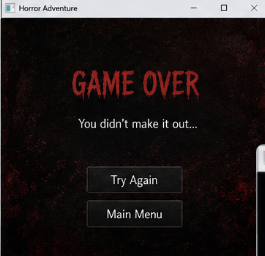 Horror Adventure
GAME OVER
You didn't make it out...
Try Again
Main Menu